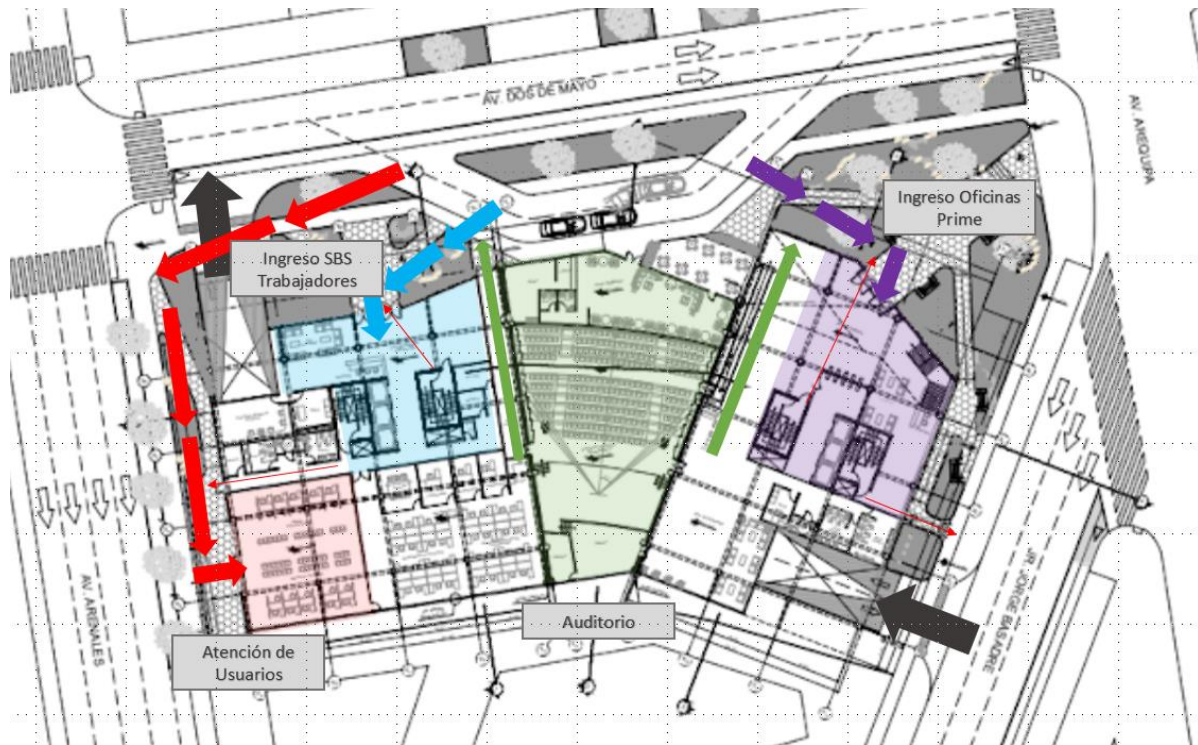 AV. DOS DE MAYO
AV. AREQUIPA
Ingreso Oficinas
Prime
Ingreso SBS
Trabajadores
Auditorio
Atención de
Usuarios
AV. ARENALES
JR. JORGE BASADRE